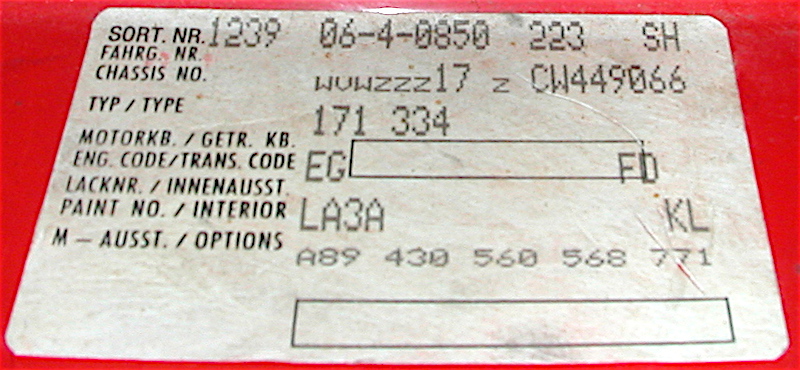 SORT. NR. 1239 06-4-0850 223 SH
FAHRG. NR.
CHASSIS NO. WVWZZZ17 Z CW449066
TYP / TYPE 171 334
MOTORKB. / GETR. KB.
ENG. CODE/TRANS. CODE EG FD
LACKNR. / INNENAUSST.
PAINT NO. / INTERIOR LA3A KL
M – AUSST. / OPTIONS A89 430 560 568 771